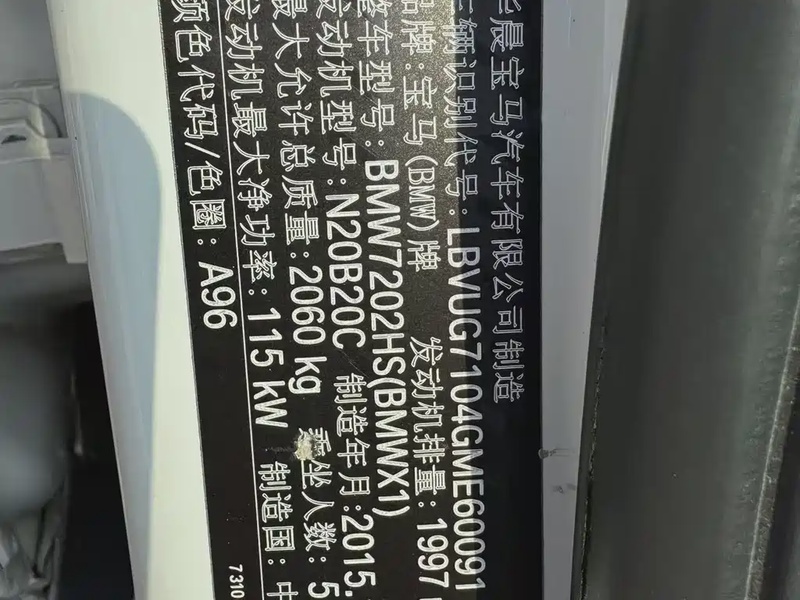 华晨宝马汽车有限公司制造
车辆识别代号:LBVUG7104GME60091
品牌:宝马(BMW)牌 发动机排量:1997
整车型号:BMW7202HS(BMWX1)
发动机型号:N20B20C 制造年月:2015.
最大允许总质量:2060 kg 乘坐人数:5
发动机最大净功率:115 kW 制造国:中
颜色代码/色圈:A96
7310